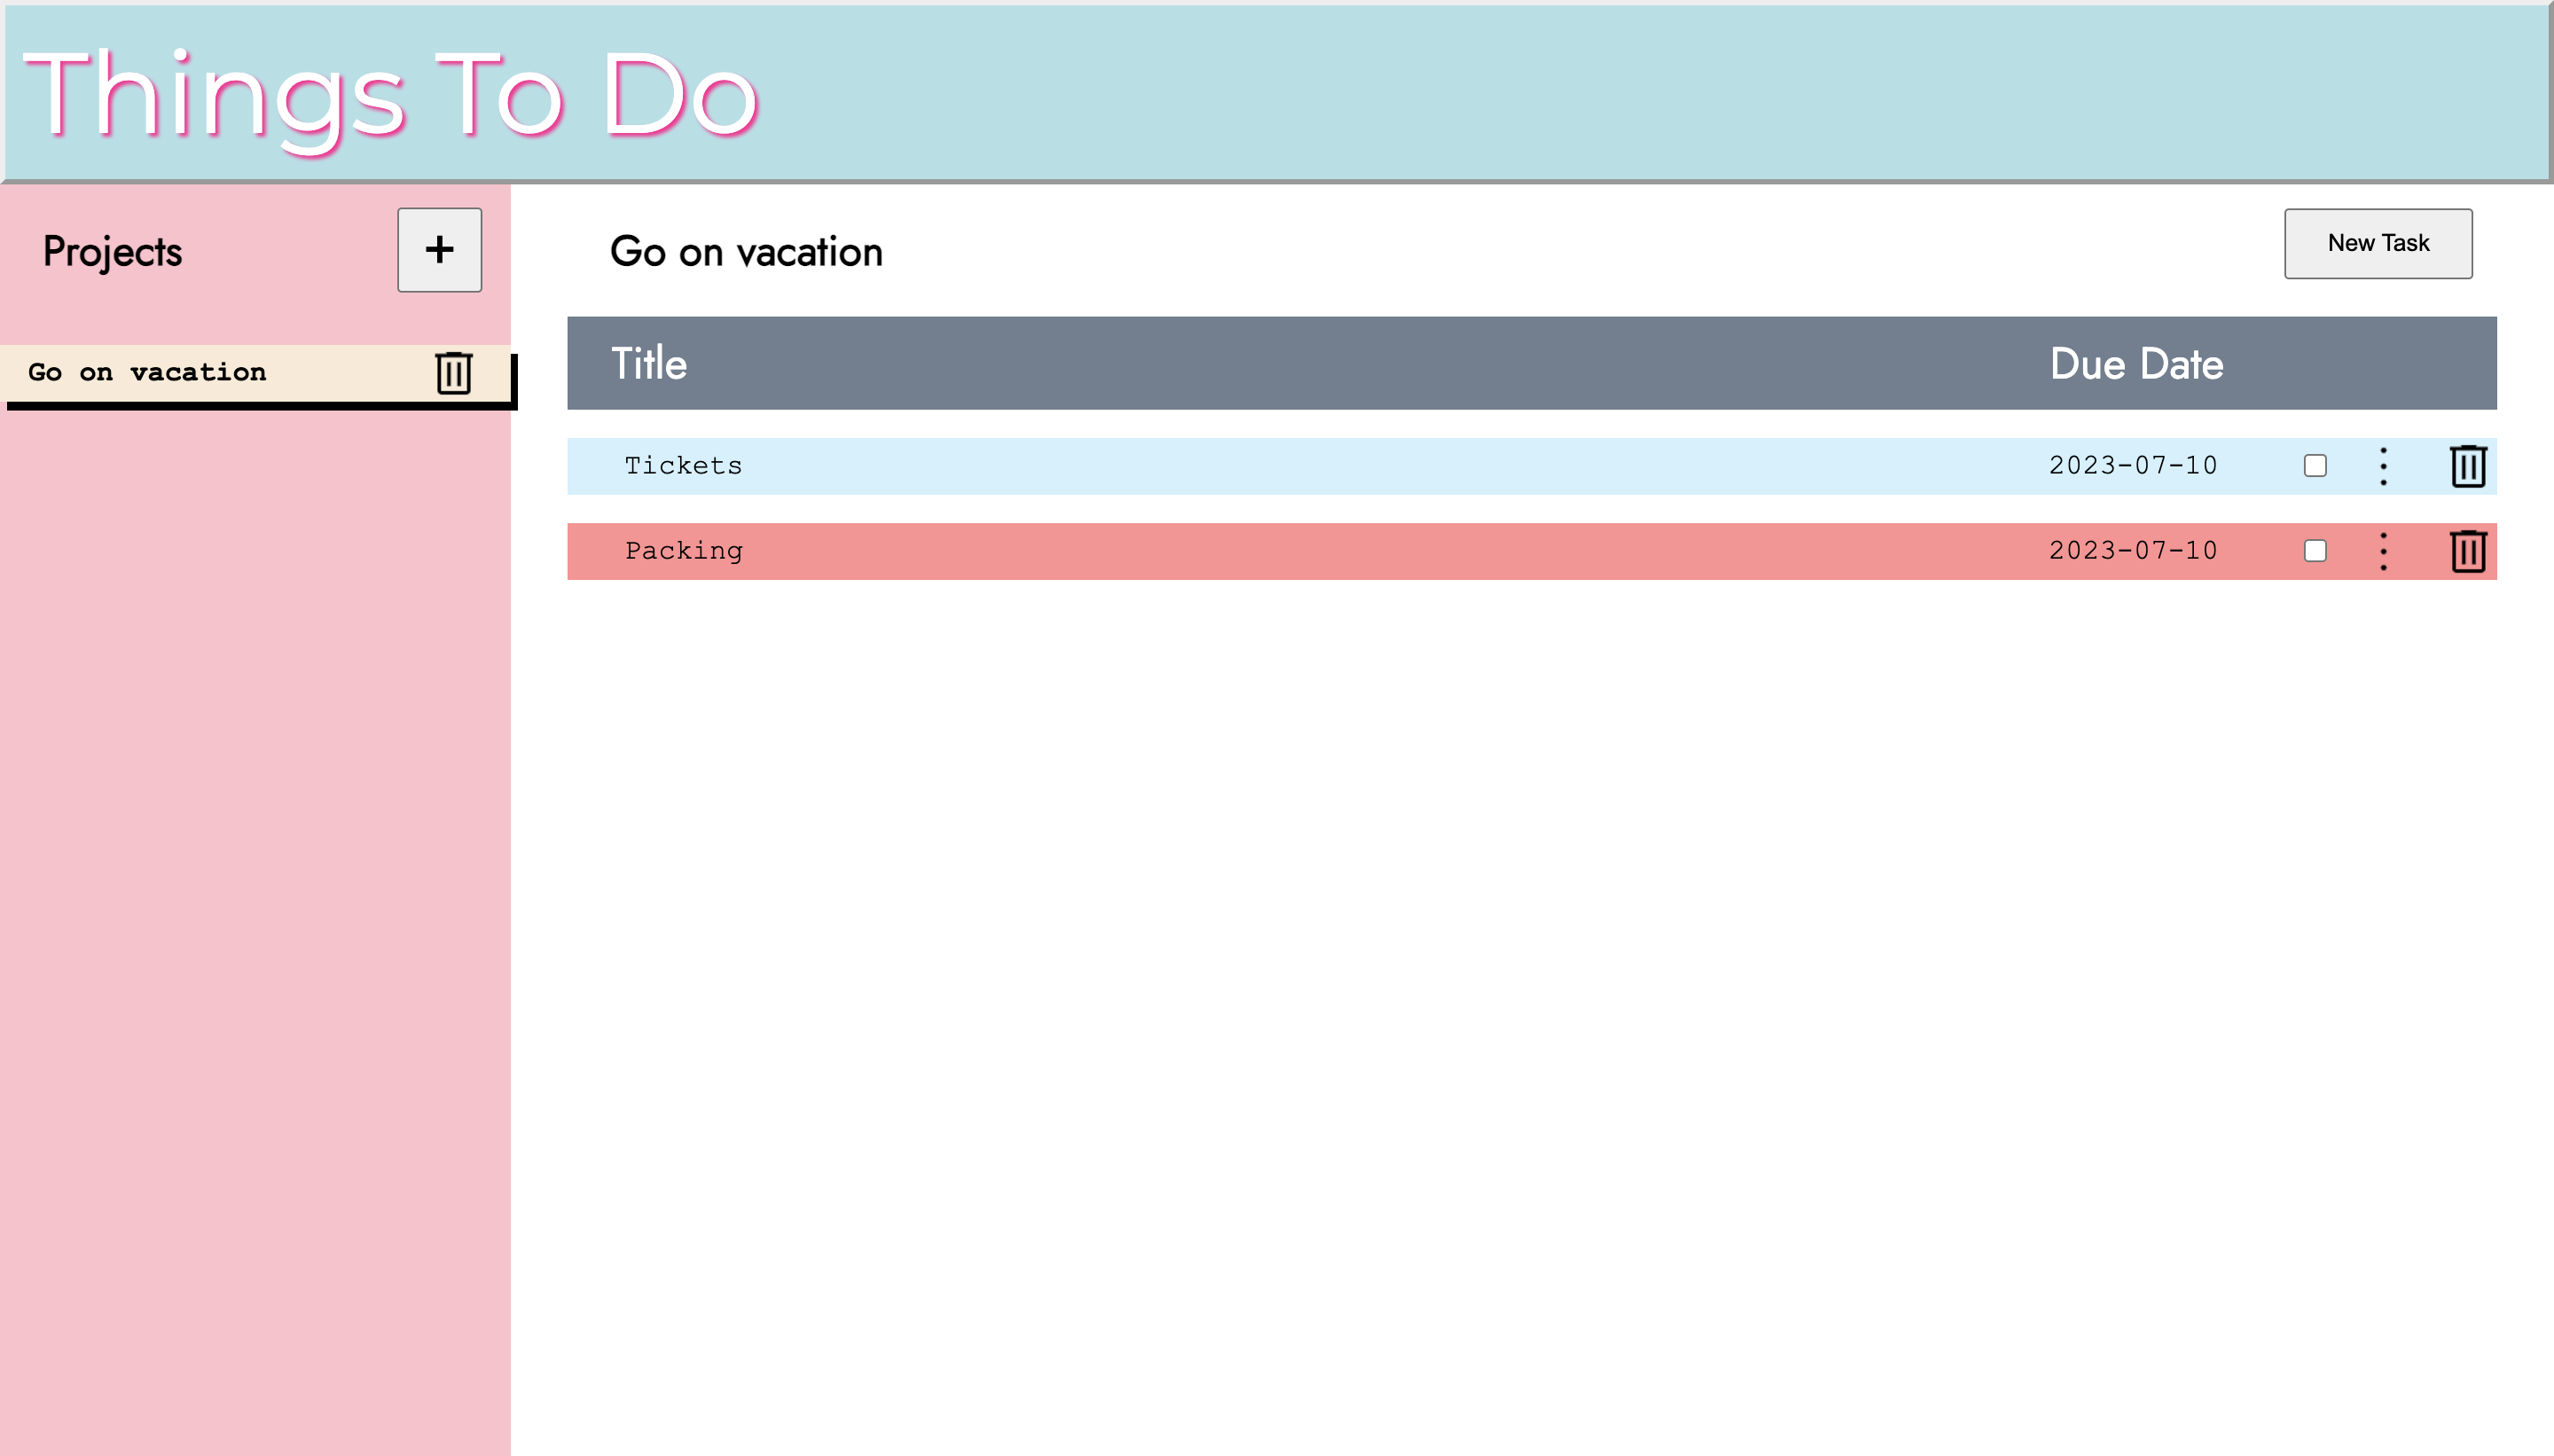 Things To Do
Projects
+
Go on vacation
Go on vacation
New Task
Title Due Date
Tickets 2023-07-10
Packing 2023-07-10